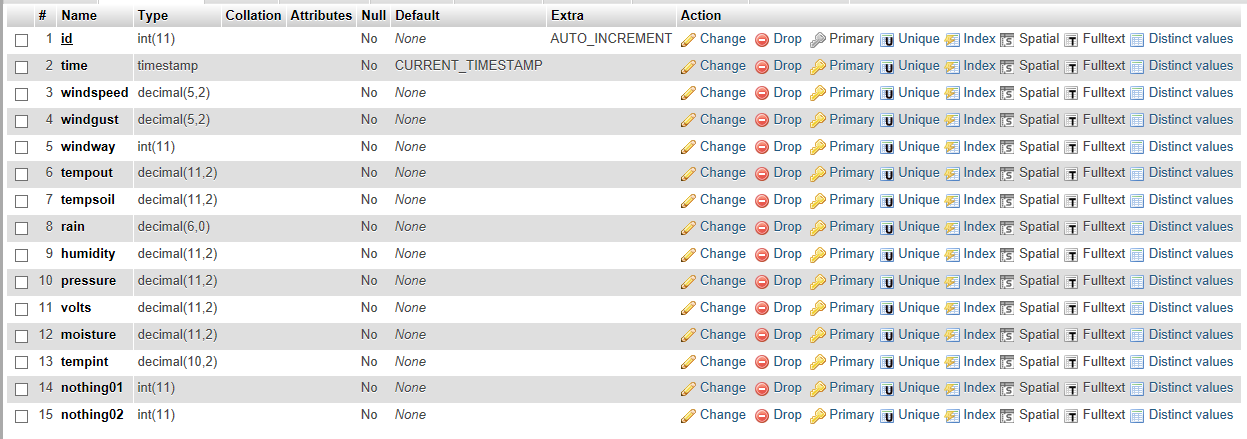 # Name Type Collation Attributes Null Default Extra Action
1 id int(11) No None AUTO_INCREMENT Change Drop Primary Unique Index Spatial Fulltext Distinct values
2 time timestamp No CURRENT_TIMESTAMP Change Drop Primary Unique Index Spatial Fulltext Distinct values
3 windspeed decimal(5,2) No None Change Drop Primary Unique Index Spatial Fulltext Distinct values
4 windgust decimal(5,2) No None Change Drop Primary Unique Index Spatial Fulltext Distinct values
5 windway int(11) No None Change Drop Primary Unique Index Spatial Fulltext Distinct values
6 tempout decimal(11,2) No None Change Drop Primary Unique Index Spatial Fulltext Distinct values
7 tempsoil decimal(11,2) No None Change Drop Primary Unique Index Spatial Fulltext Distinct values
8 rain decimal(6,0) No None Change Drop Primary Unique Index Spatial Fulltext Distinct values
9 humidity decimal(11,2) No None Change Drop Primary Unique Index Spatial Fulltext Distinct values
10 pressure decimal(11,2) No None Change Drop Primary Unique Index Spatial Fulltext Distinct values
11 volts decimal(11,2) No None Change Drop Primary Unique Index Spatial Fulltext Distinct values
12 moisture decimal(11,2) No None Change Drop Primary Unique Index Spatial Fulltext Distinct values
13 tempint decimal(10,2) No None Change Drop Primary Unique Index Spatial Fulltext Distinct values
14 nothing01 int(11) No None Change Drop Primary Unique Index Spatial Fulltext Distinct values
15 nothing02 int(11) No None Change Drop Primary Unique Index Spatial Fulltext Distinct values